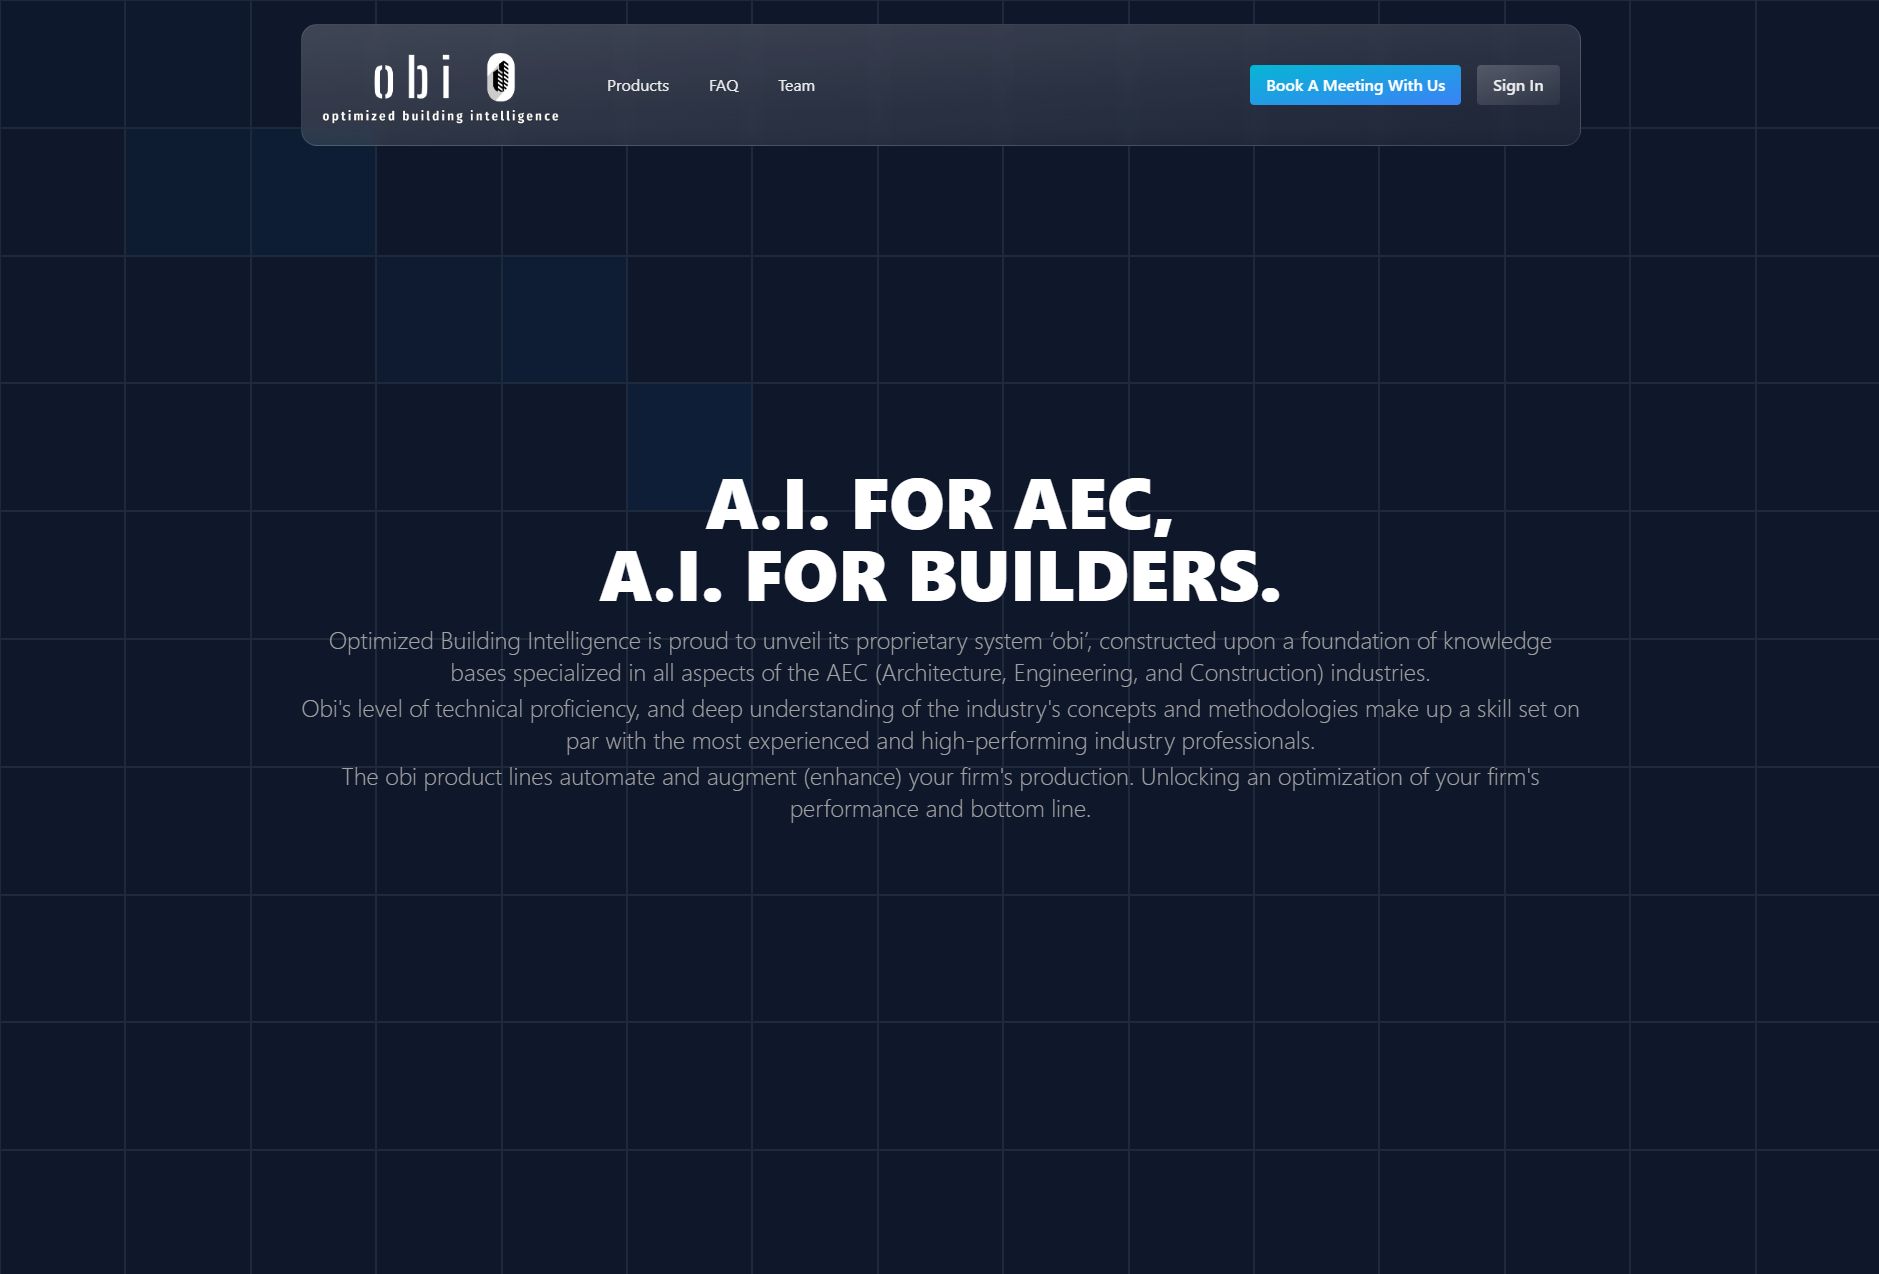 obi
optimized building intelligence
Products
FAQ
Team
Book A Meeting With Us
Sign In
A.I. FOR AEC,
A.I. FOR BUILDERS.
Optimized Building Intelligence is proud to unveil its proprietary system ‘obi’, constructed upon a foundation of knowledge
bases specialized in all aspects of the AEC (Architecture, Engineering, and Construction) industries.
Obi's level of technical proficiency, and deep understanding of the industry's concepts and methodologies make up a skill set on
par with the most experienced and high-performing industry professionals.
The obi product lines automate and augment (enhance) your firm's production. Unlocking an optimization of your firm's
performance and bottom line.